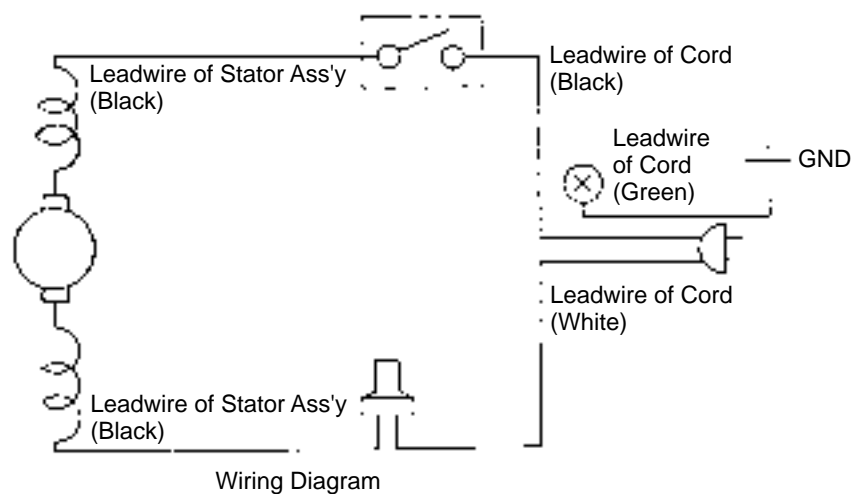 Leadwire of Stator Ass'y
(Black)
Leadwire of Cord
(Black)
Leadwire
of Cord
(Green)
GND
Leadwire of Cord
(White)
Leadwire of Stator Ass'y
(Black)
Wiring Diagram